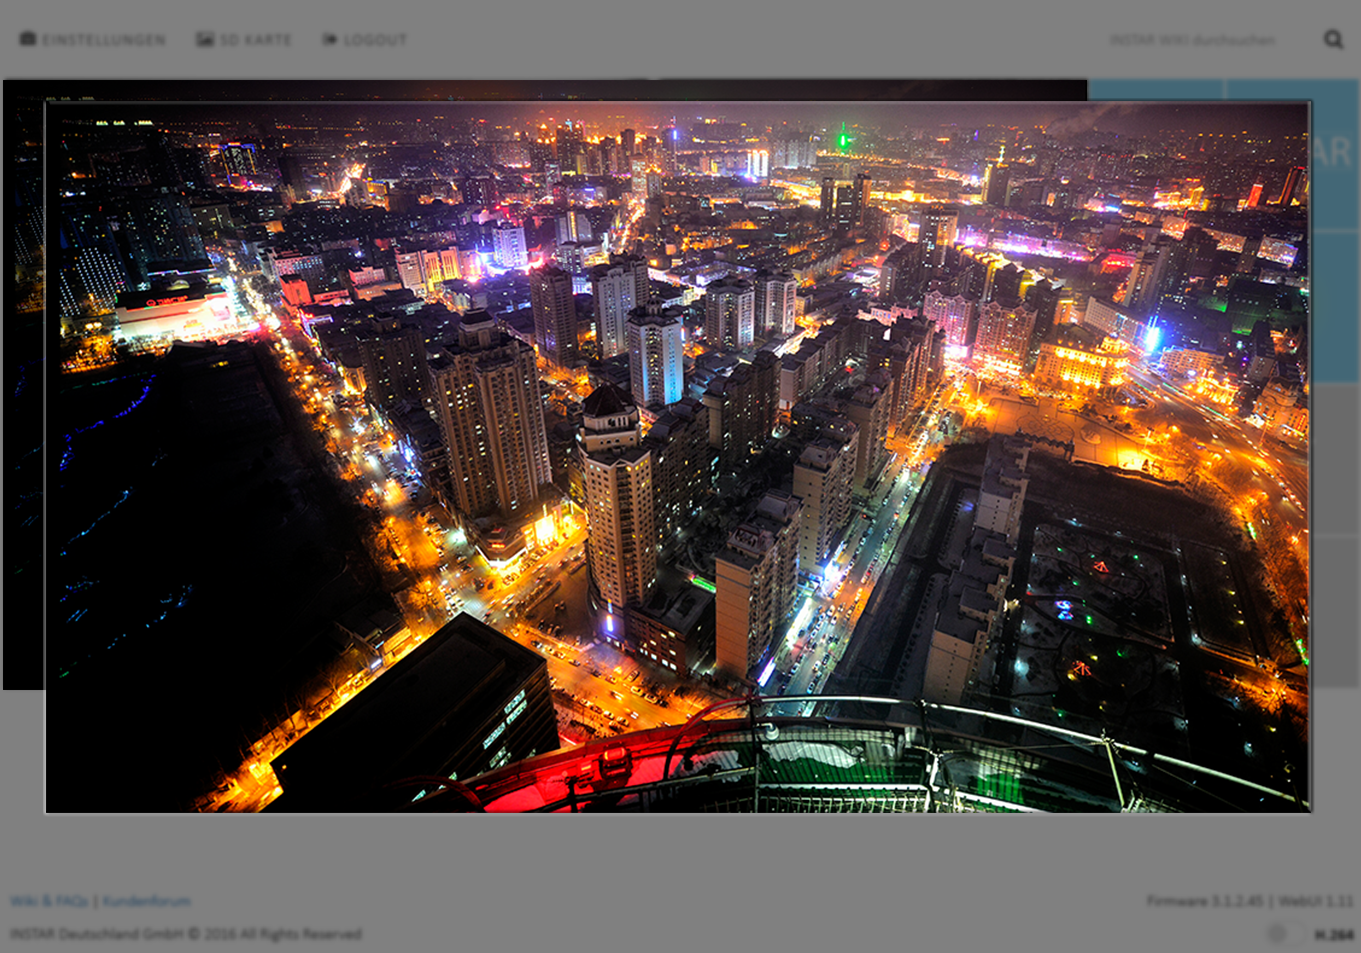 EINSTELLUNGEN
SD KARTE
LOGOUT
INSTAR WIKI durchsuchen
AR
Wiki & FAQs | Kundenforum
Firmware 3.1.2.45 | WebUI 1.11
INSTAR Deutschland GmbH © 2016 All Rights Reserved
H.264